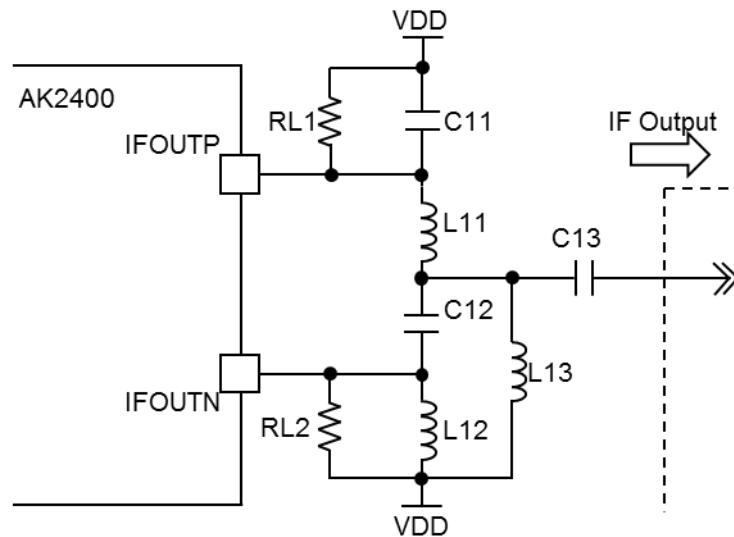 VDD
AK2400
RL1
C11
IF Output
IFOUTP
L11
C13
C12
L13
IFOUTN
RL2
L12
VDD